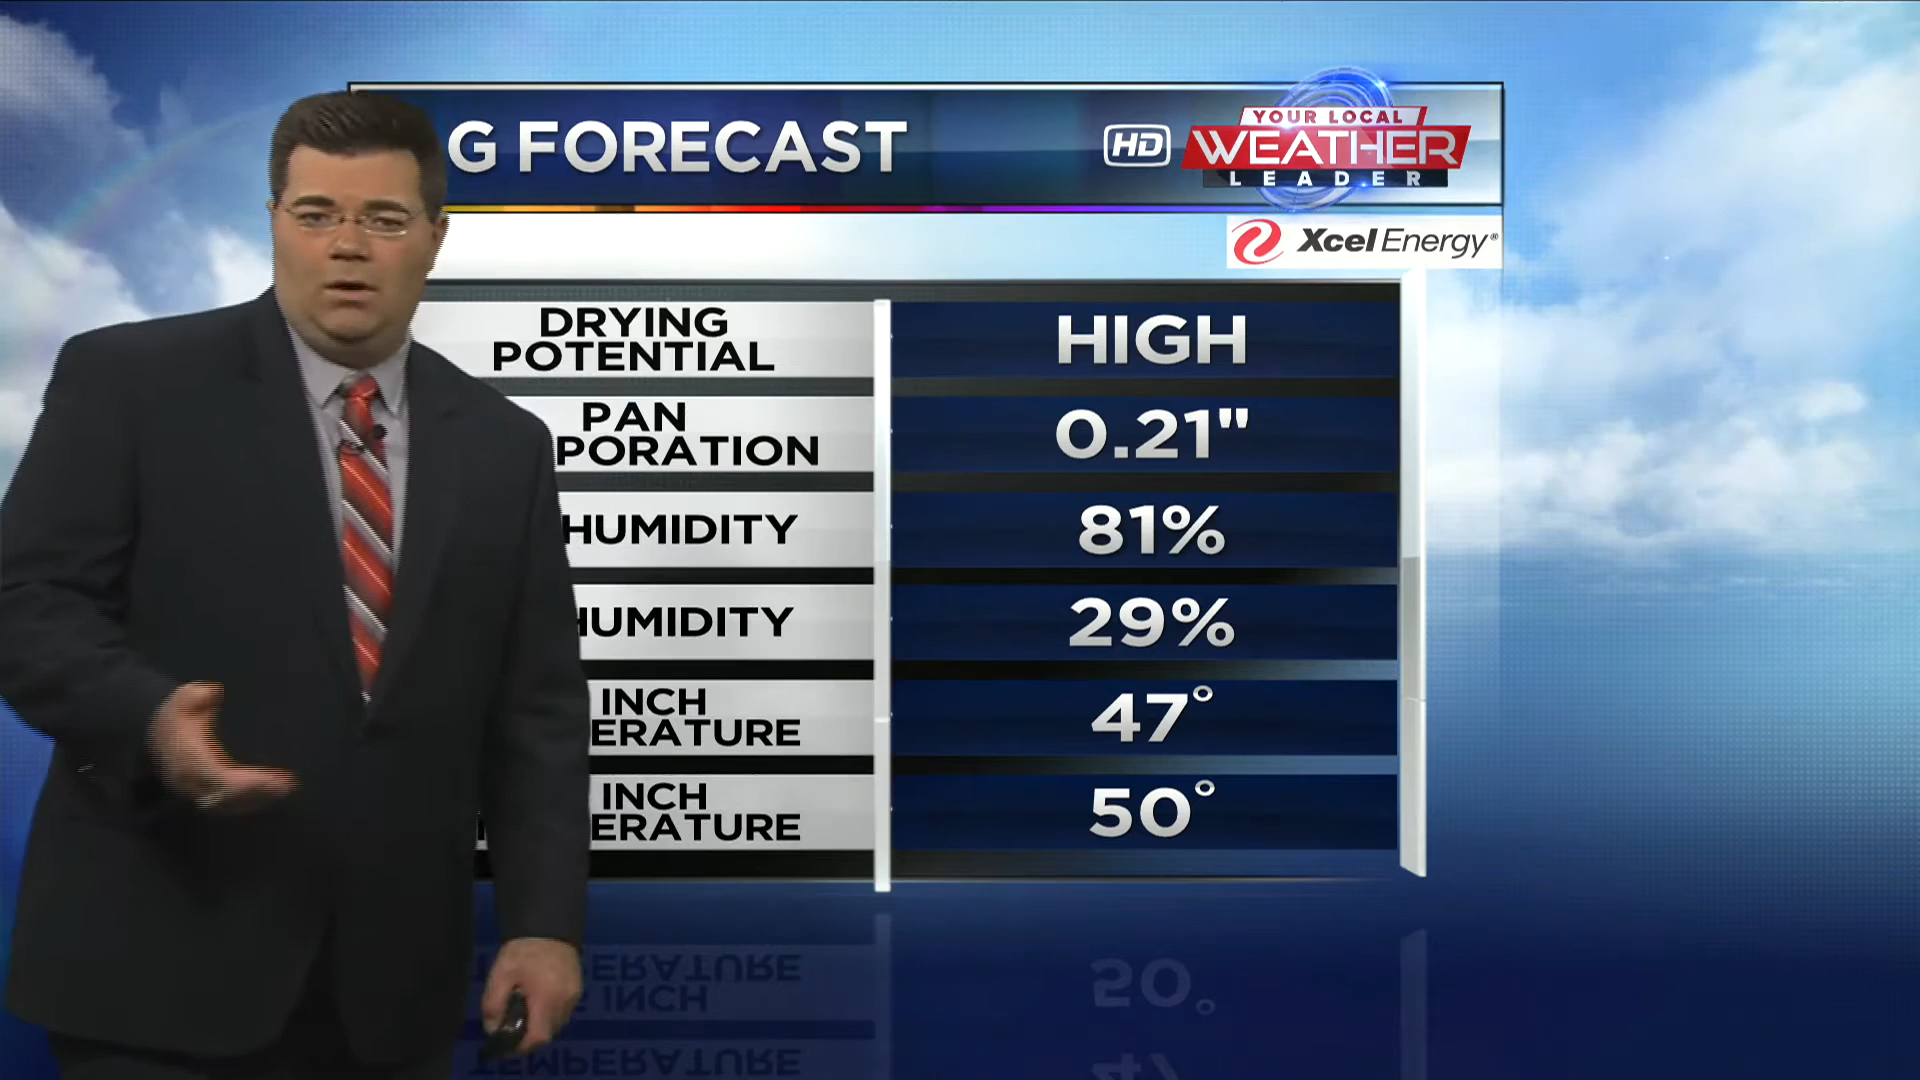 G FORECAST
HD
YOUR LOCAL
WEATHER
LEADER
Xcel Energy®
DRYING
POTENTIAL
HIGH
PAN
PORATION
0.21"
HUMIDITY
81%
HUMIDITY
29%
INCH
ERATURE
47°
INCH
ERATURE
50°